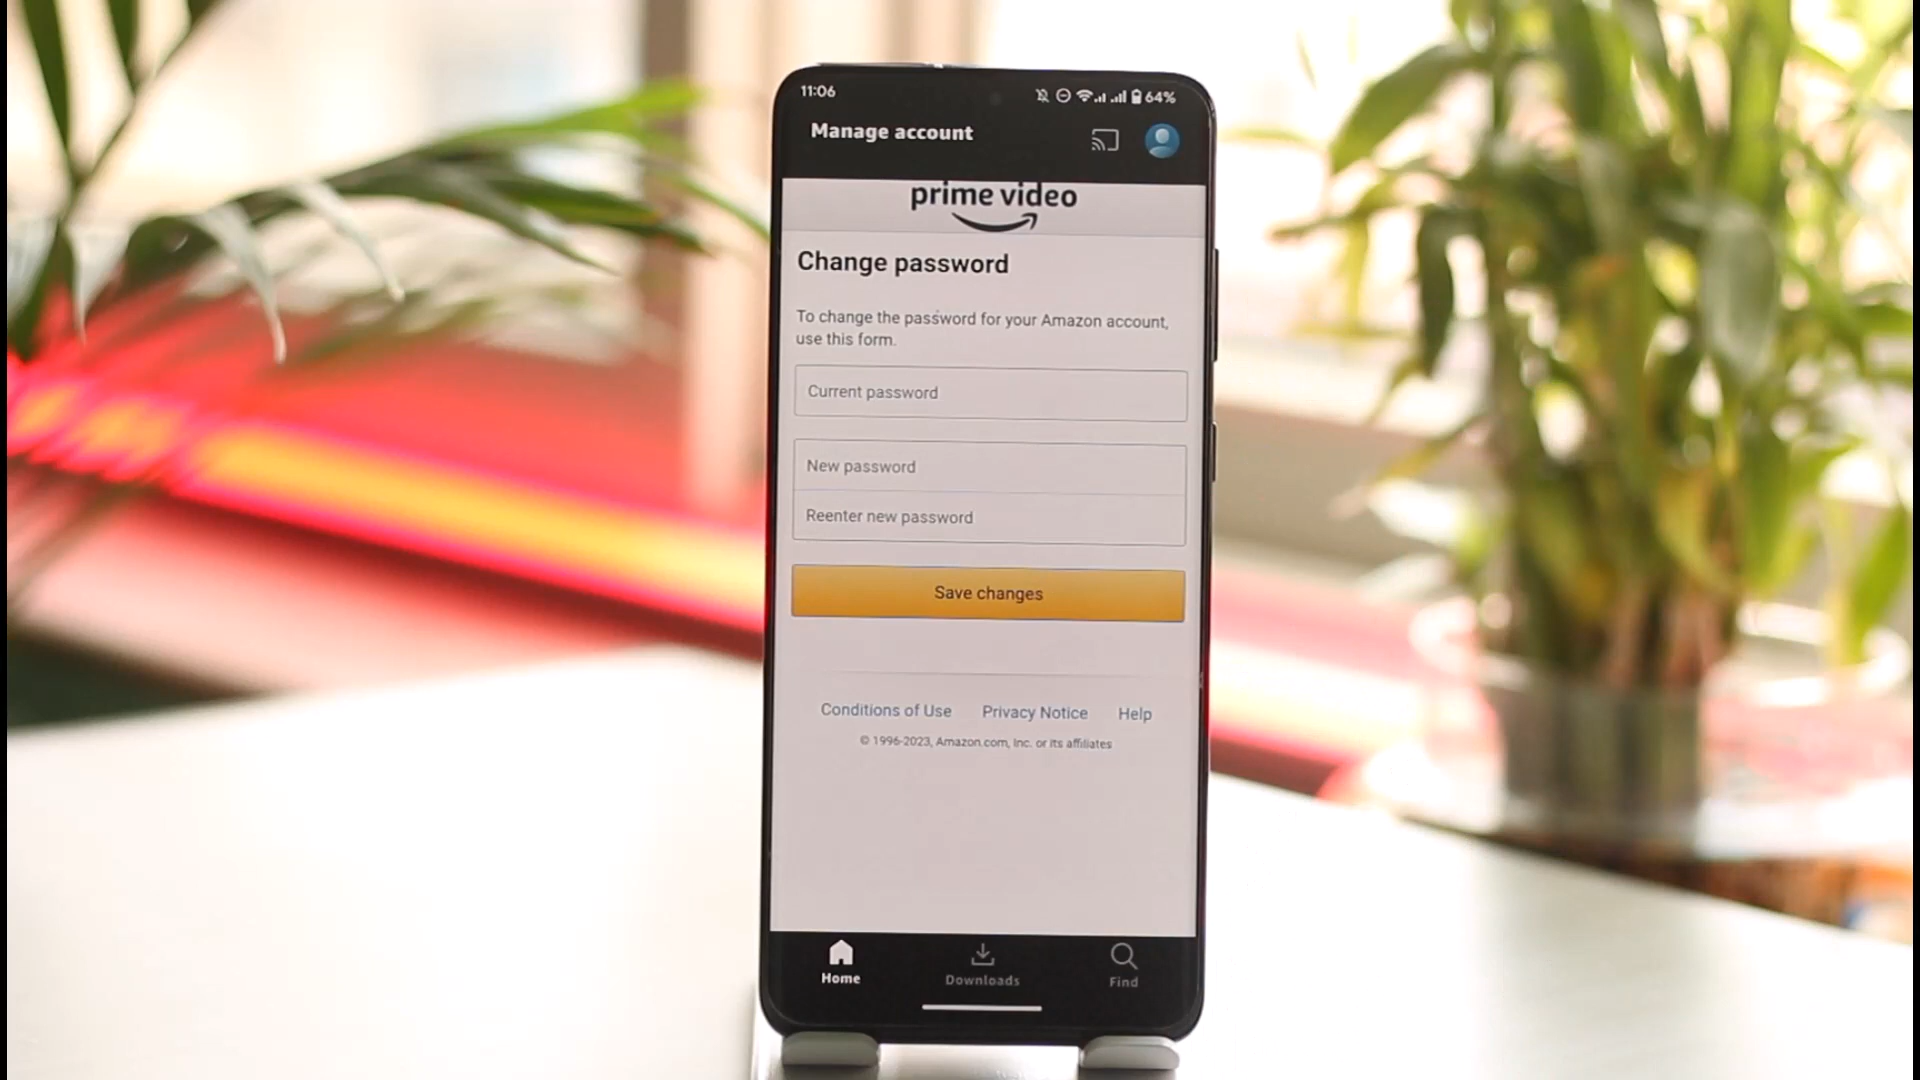 11:06
64%
Manage account
prime video
Change password
To change the password for your Amazon account,
use this form.
Current password
New password
Reenter new password
Save changes
Conditions of Use Privacy Notice Help
© 1996-2023, Amazon.com, Inc. or its affiliates
Home Downloads Find